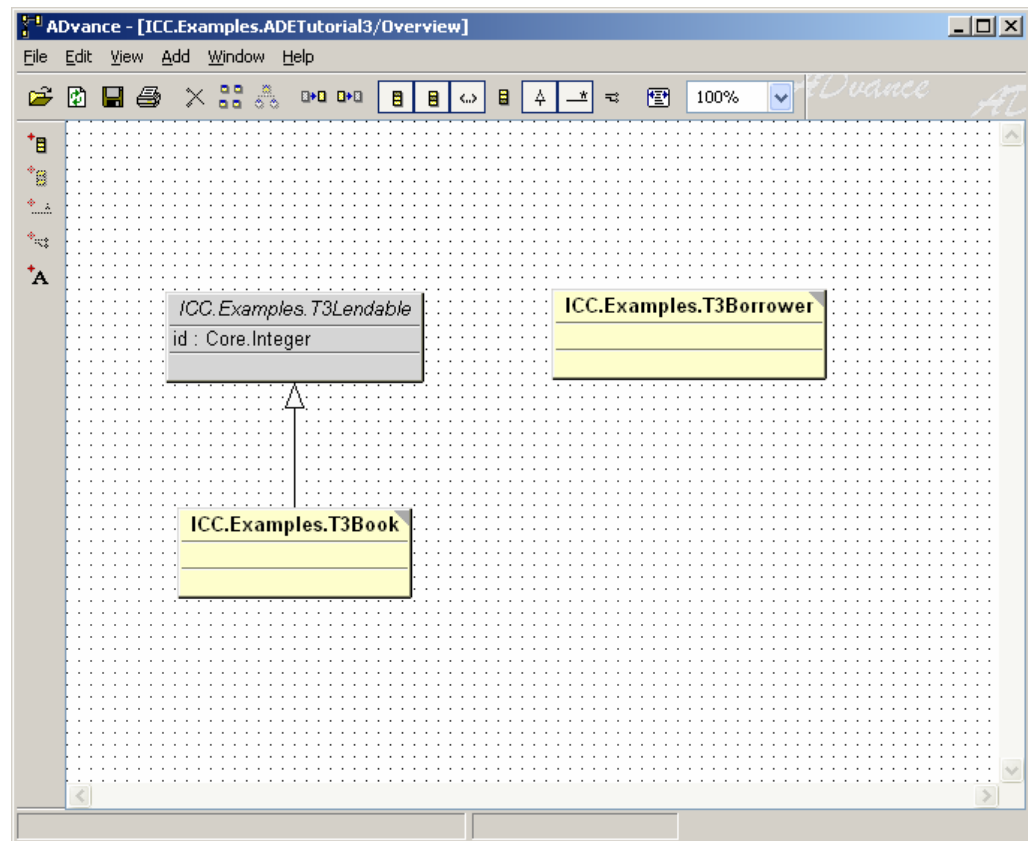 ADvance - [ICC.Examples.ADETutorial3/Overview]
File Edit View Add Window Help
100%
ADvance
AD
A
ICC.Examples.T3Lendable
id : Core.Integer
ICC.Examples.T3Borrower
ICC.Examples.T3Book